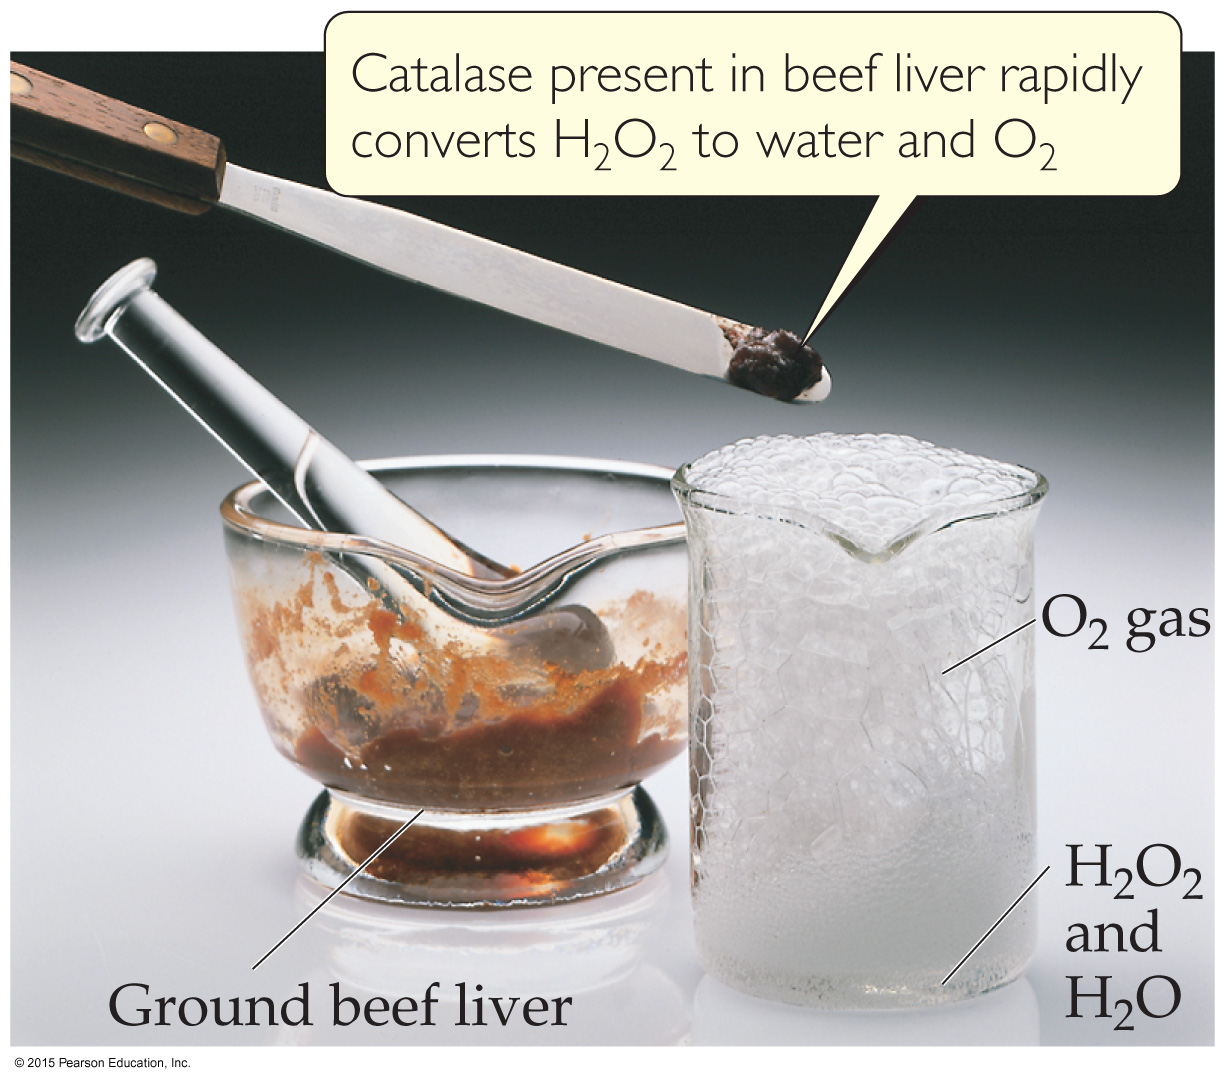 Catalase present in beef liver rapidly
converts H₂O₂ to water and O₂
O₂ gas
H₂O₂
and
H₂O
Ground beef liver
© 2015 Pearson Education, Inc.